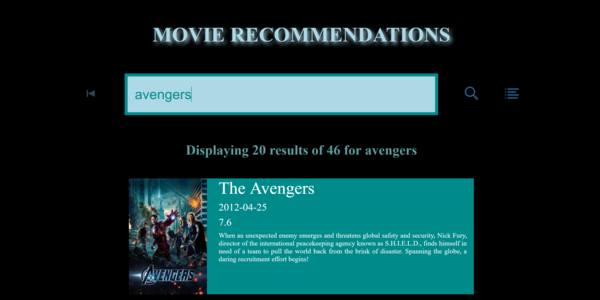 MOVIE RECOMMENDATIONS
avengers
Displaying 20 results of 46 for avengers
The Avengers
2012-04-25
7.6
When an unexpected enemy emerges and threatens global safety and security, Nick Fury,
director of the international peacekeeping agency known as S.H.I.E.L.D., finds himself in
need of a team to pull the world back from the brink of disaster. Spanning the globe, a
daring recruitment effort begins!
AVENGERS